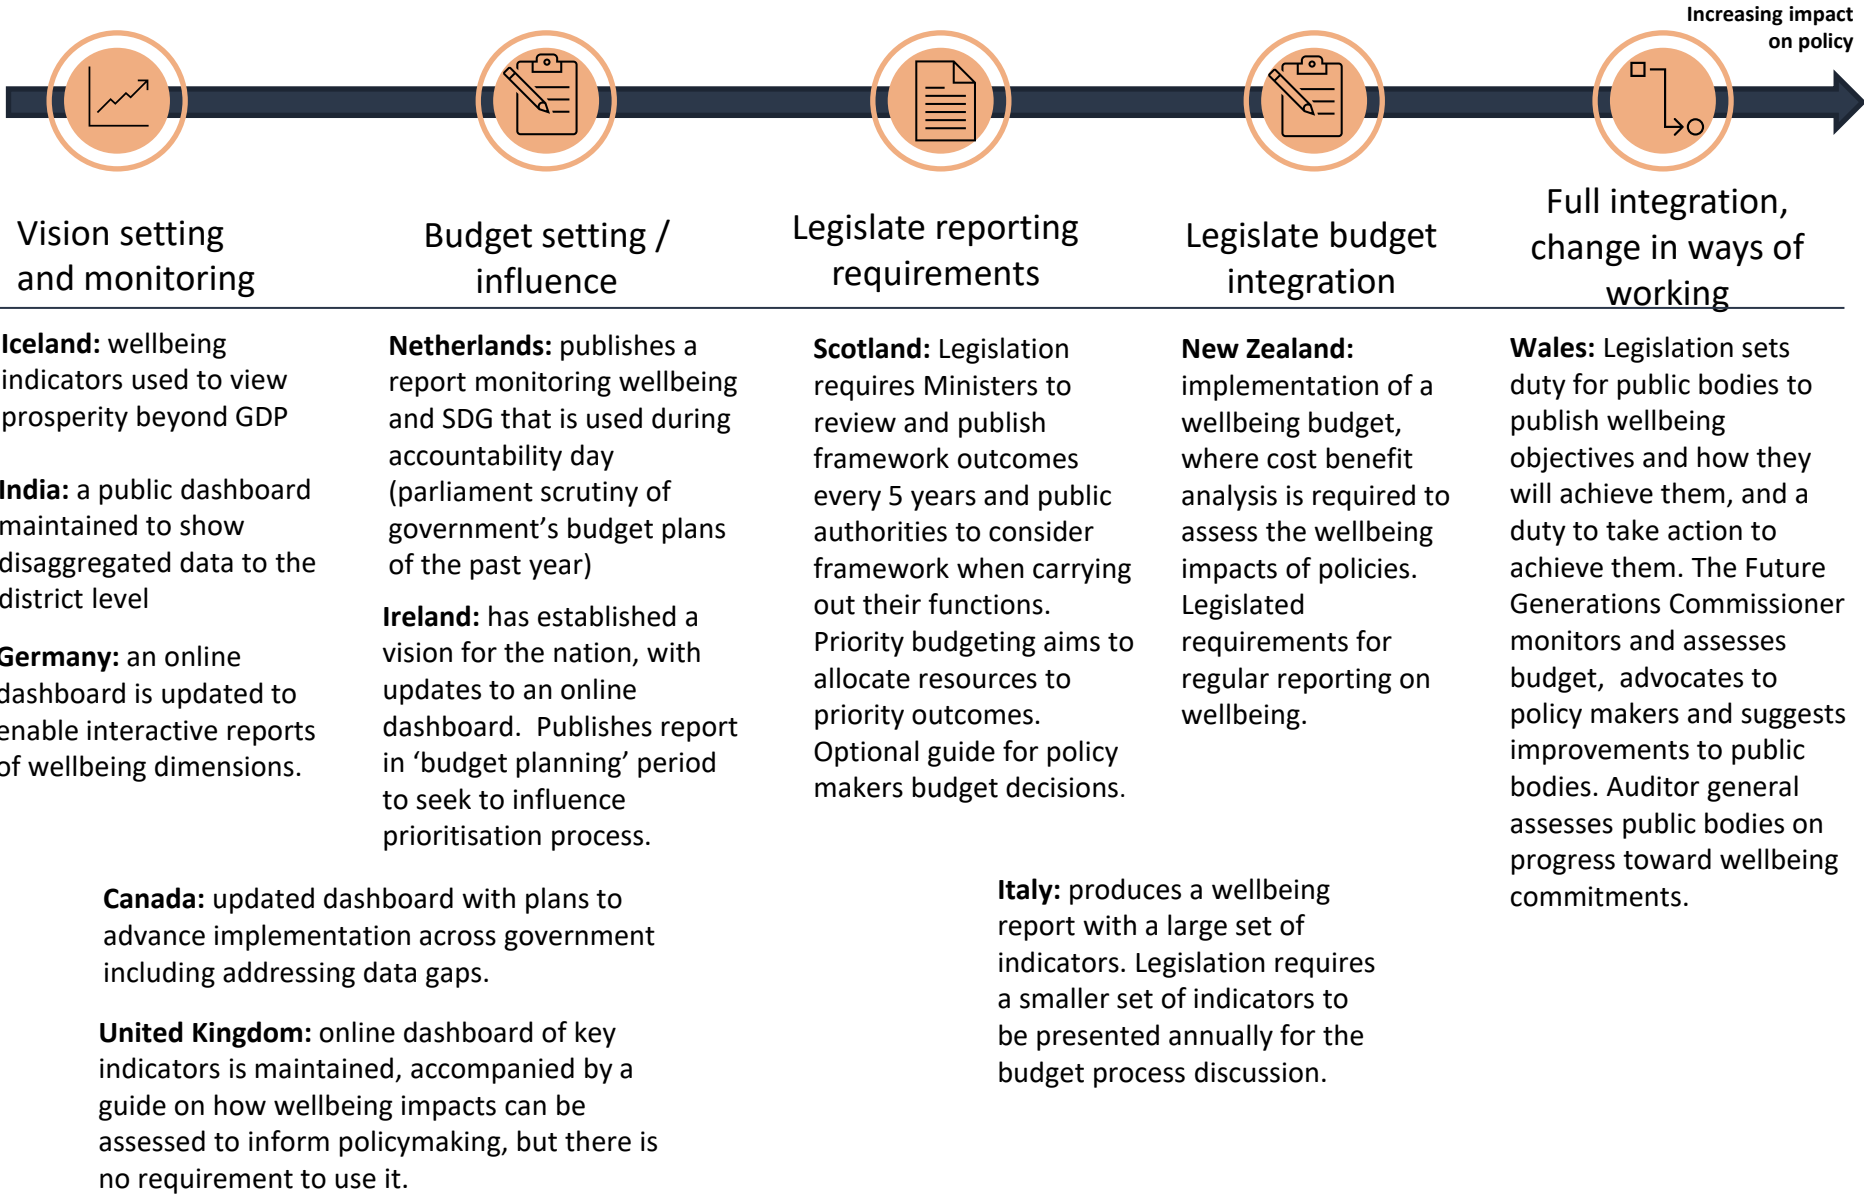 Increasing impact
on policy
Vision setting
and monitoring
Budget setting /
influence
Legislate reporting
requirements
Legislate budget
integration
Full integration,
change in ways of
working
Iceland: wellbeing
indicators used to view
prosperity beyond GDP
India: a public dashboard
maintained to show
disaggregated data to the
district level
Germany: an online
dashboard is updated to
enable interactive reports
of wellbeing dimensions.
Netherlands: publishes a
report monitoring wellbeing
and SDG that is used during
accountability day
(parliament scrutiny of
government’s budget plans
of the past year)
Ireland: has established a
vision for the nation, with
updates to an online
dashboard.  Publishes report
in ‘budget planning’ period
to seek to influence
prioritisation process.
Canada: updated dashboard with plans to
advance implementation across government
including addressing data gaps.
United Kingdom: online dashboard of key
indicators is maintained, accompanied by a
guide on how wellbeing impacts can be
assessed to inform policymaking, but there is
no requirement to use it.
Scotland: Legislation
requires Ministers to
review and publish
framework outcomes
every 5 years and public
authorities to consider
framework when carrying
out their functions.
Priority budgeting aims to
allocate resources to
priority outcomes.
Optional guide for policy
makers budget decisions.
New Zealand:
implementation of a
wellbeing budget,
where cost benefit
analysis is required to
assess the wellbeing
impacts of policies.
Legislated
requirements for
regular reporting on
wellbeing.
Italy: produces a wellbeing
report with a large set of
indicators. Legislation requires
a smaller set of indicators to
be presented annually for the
budget process discussion.
Wales: Legislation sets
duty for public bodies to
publish wellbeing
objectives and how they
will achieve them, and a
duty to take action to
achieve them. The Future
Generations Commissioner
monitors and assesses
budget,  advocates to
policy makers and suggests
improvements to public
bodies. Auditor general
assesses public bodies on
progress toward wellbeing
commitments.